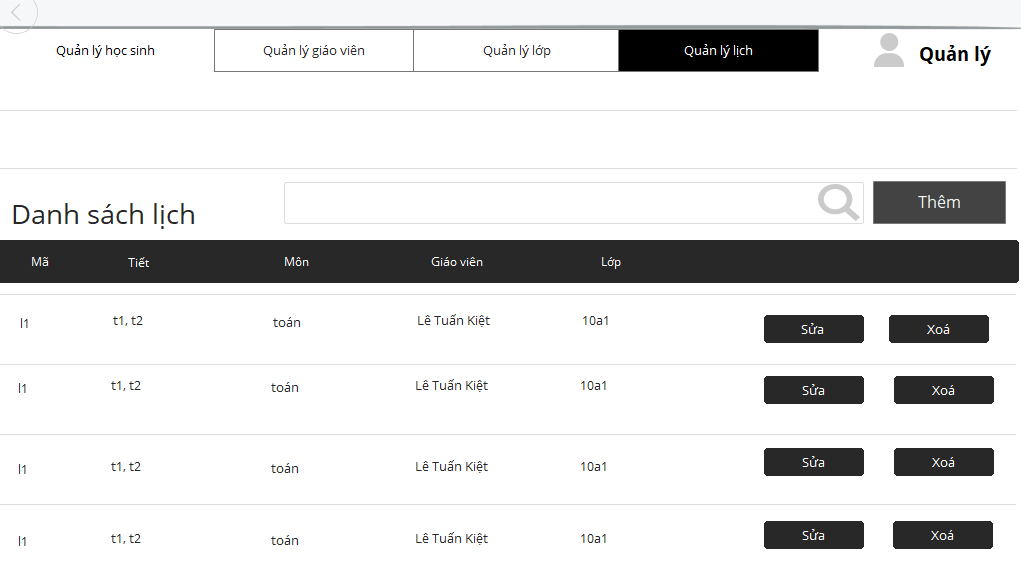 Quản lý học sinh Quản lý giáo viên Quản lý lớp Quản lý lịch Quản lý
Danh sách lịch Thêm
Mã Tiết Môn Giáo viên Lớp
l1 t1, t2 toán Lê Tuấn Kiệt 10a1 Sửa Xoá
l1 t1, t2 toán Lê Tuấn Kiệt 10a1 Sửa Xoá
l1 t1, t2 toán Lê Tuấn Kiệt 10a1 Sửa Xoá
l1 t1, t2 toán Lê Tuấn Kiệt 10a1 Sửa Xoá